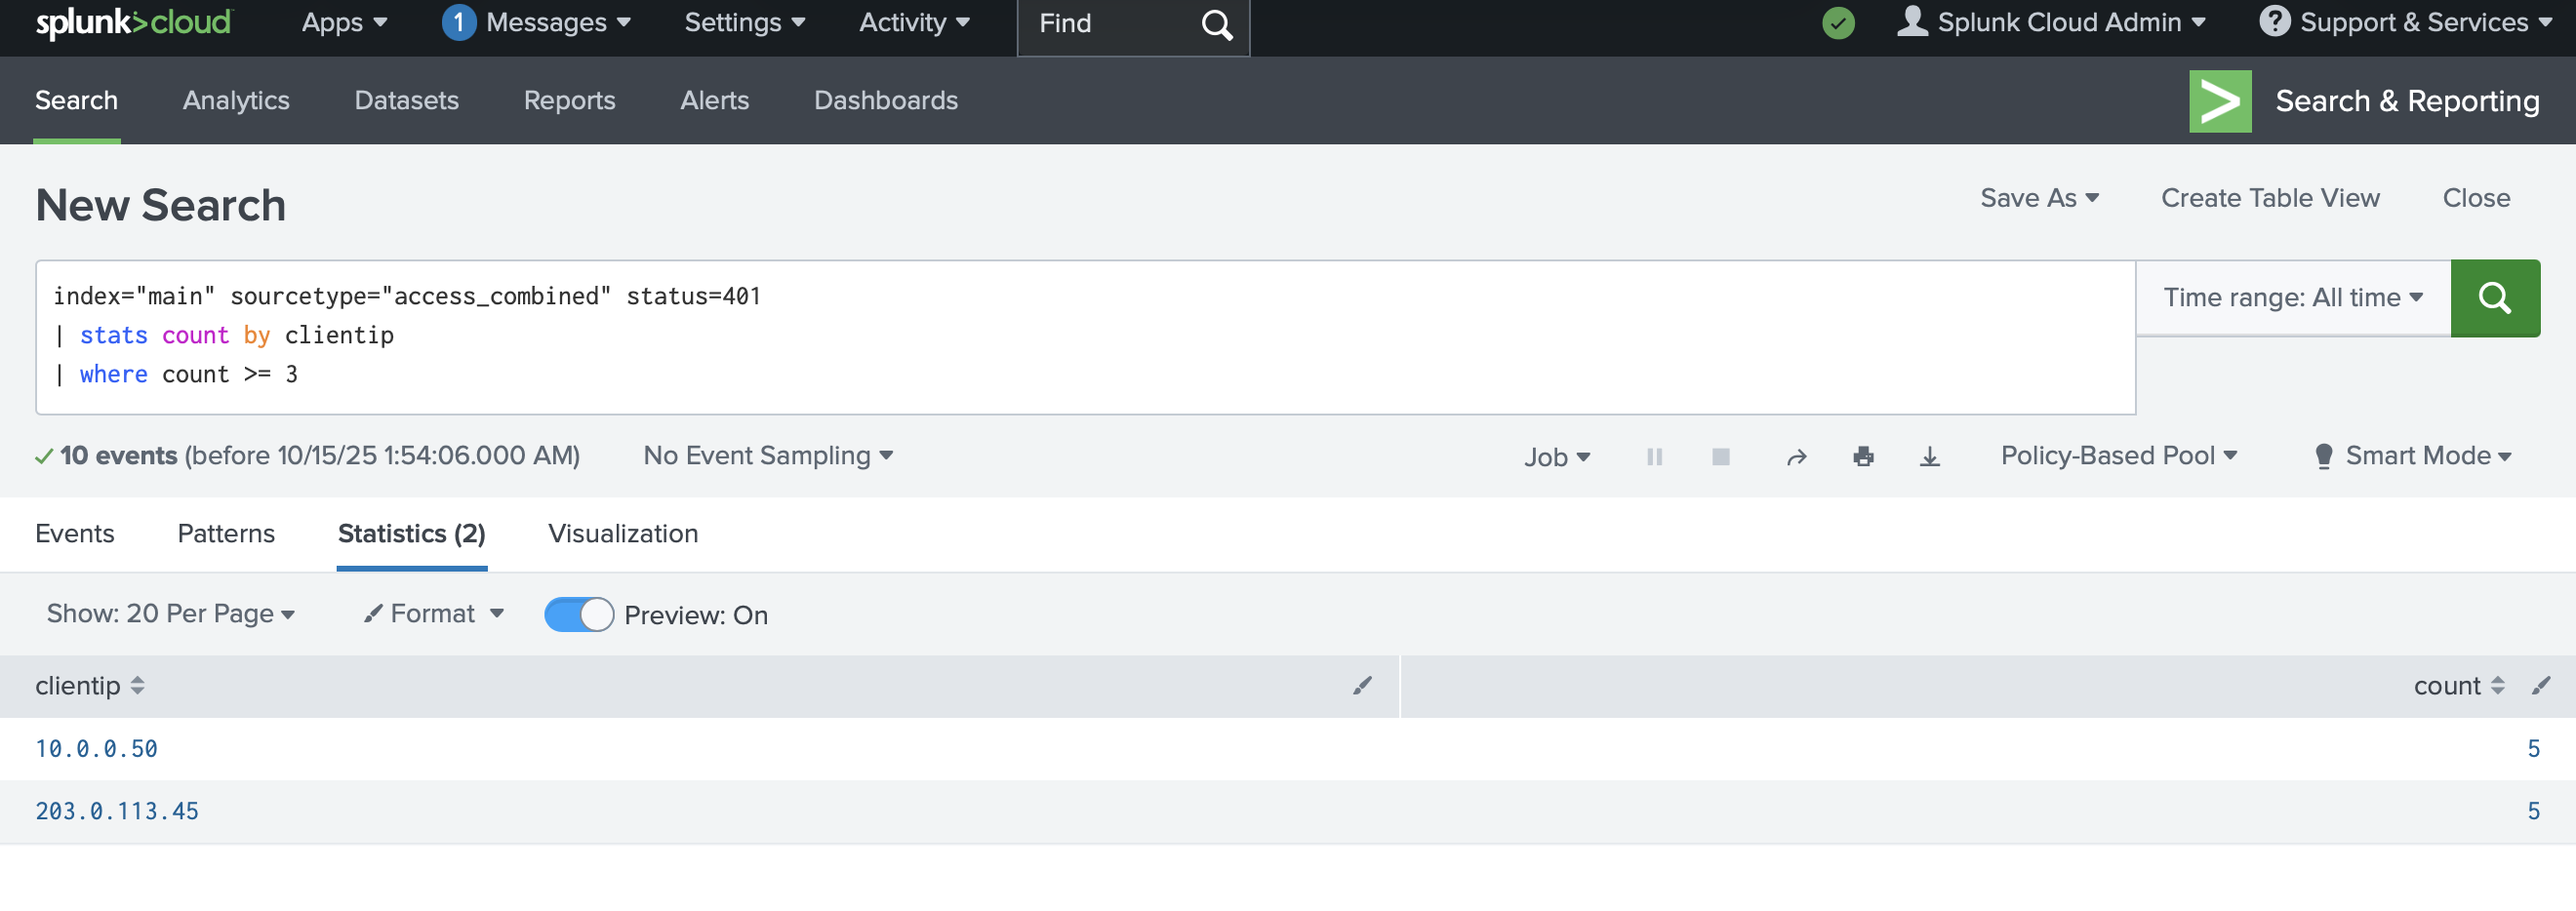 splunk>cloud Apps 1 Messages Settings Activity Find Splunk Cloud Admin ? Support & Services
Search Analytics Datasets Reports Alerts Dashboards > Search & Reporting
New Search Save As Create Table View Close
index="main" sourcetype="access_combined" status=401 Time range: All time
| stats count by clientip
| where count >= 3
10 events (before 10/15/25 1:54:06.000 AM) No Event Sampling Job Policy-Based Pool Smart Mode
Events Patterns Statistics (2) Visualization
Show: 20 Per Page Format Preview: On
clientip count
10.0.0.50 5
203.0.113.45 5